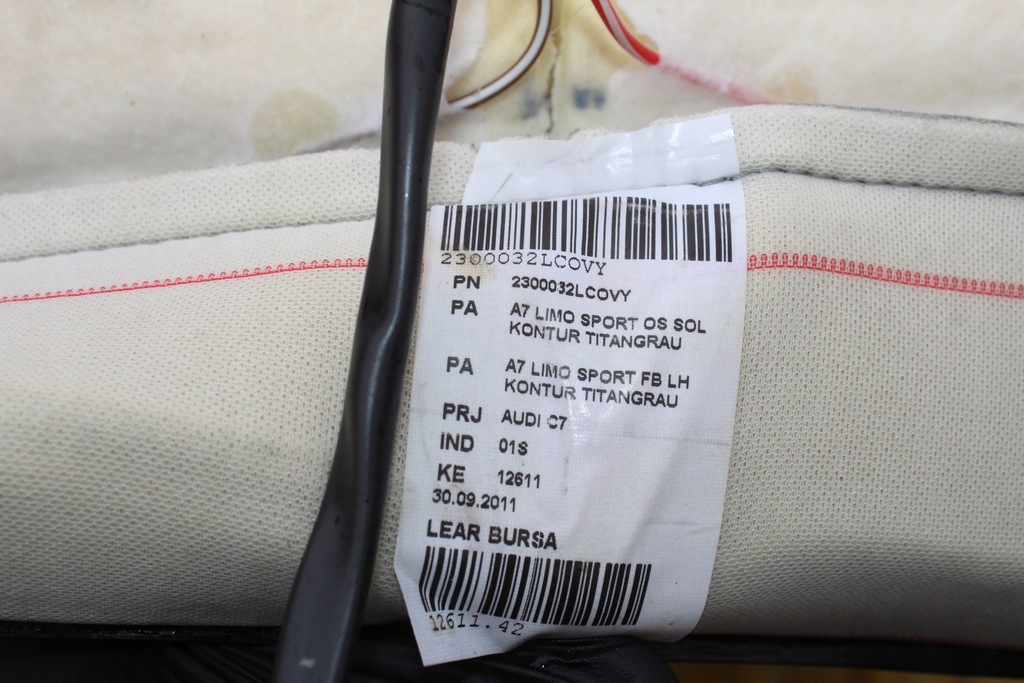 2300032LCOVY
PN 2300032LCOVY
PA A7 LIMO SPORT OS SOL
KONTUR TITANGRAU
PA A7 LIMO SPORT FB LH
KONTUR TITANGRAU
PRJ AUDI C7
IND 01S
KE 12611
30.09.2011
LEAR BURSA
12611.42